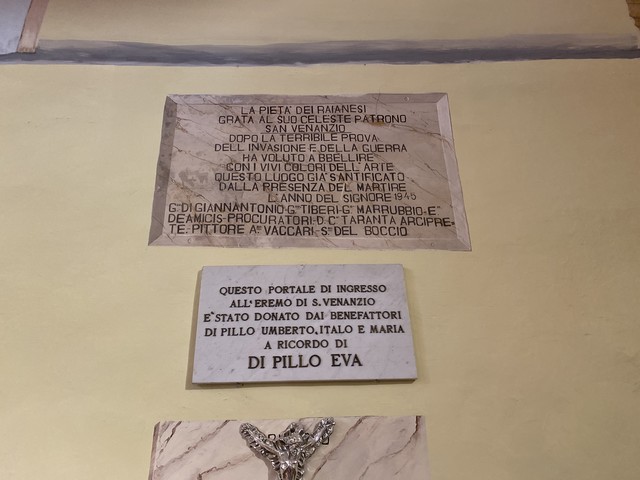 LA PIETA' DEI RAIANESI
GRATA AL SUO CELESTE PATRONO
SAN VENANZIO
DOPO LA TERRIBILE PROVA
DELL INVASIONE E DELLA GUERRA
HA VOLUTO A BBELLIRE
CON I VIVI COLORI DELL'ARTE
QUESTO LUOGO GIA' SANTIFICATO
DALLA PRESENZA DEL MARTIRE
L'ANNO DEL SIGNORE 1946
G. DI GIANNANTONIO G. TIBERI G. MARRUBBIO E
DEAMICIS PROCURATORI D. C. TARANTA ARCIPRE-
TE. PITTORE A. VACCARI S. DEL BOCCIO
QUESTO PORTALE DI INGRESSO
ALL'EREMO DI S. VENANZIO
E' STATO DONATO DAI BENEFATTORI
DI PILLO UMBERTO, ITALO E MARIA
A RICORDO DI
DI PILLO EVA